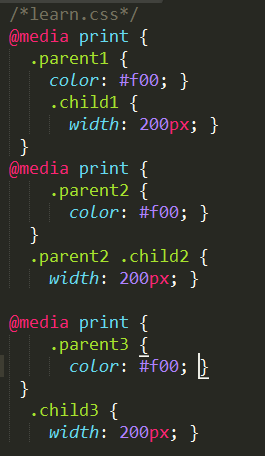 /*learn.css*/
@media print {
  .parent1 {
    color: #f00; }
    .child1 {
      width: 200px; }
 }
@media print {
    .parent2 {
      color: #f00; }
  }
  .parent2 .child2 {
    width: 200px; }

@media print {
    .parent3 {
      color: #f00; }
 }
  .child3 {
    width: 200px; }